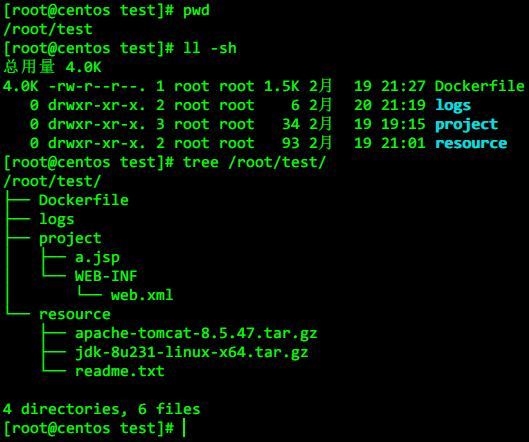 [root@centos test]# pwd
/root/test
[root@centos test]# ll -sh
总用量 4.0K
4.0K -rw-r--r--. 1 root root 1.5K 2月  19 21:27 Dockerfile
   0 drwxr-xr-x. 2 root root    6 2月  20 21:19 logs
   0 drwxr-xr-x. 3 root root   34 2月  19 19:15 project
   0 drwxr-xr-x. 2 root root   93 2月  19 21:01 resource
[root@centos test]# tree /root/test/
/root/test/
├── Dockerfile
├── logs
├── project
│   ├── a.jsp
│   └── WEB-INF
│       └── web.xml
└── resource
    ├── apache-tomcat-8.5.47.tar.gz
    ├── jdk-8u231-linux-x64.tar.gz
    └── readme.txt

4 directories, 6 files
[root@centos test]#